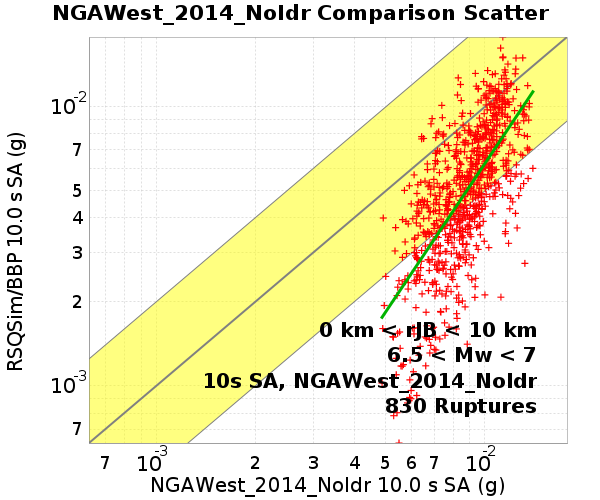 NGAWest_2014_NoIdr Comparison Scatter
RSQSim/BBP 10.0 s SA (g)
10-2
7
5
4
3
2
10-3
7
0 km < rJB < 10 km
6.5 < Mw < 7
10s SA, NGAWest_2014_NoIdr
830 Ruptures
7 10-3 2 3 4 5 6 7 10-2
NGAWest_2014_NoIdr 10.0 s SA (g)